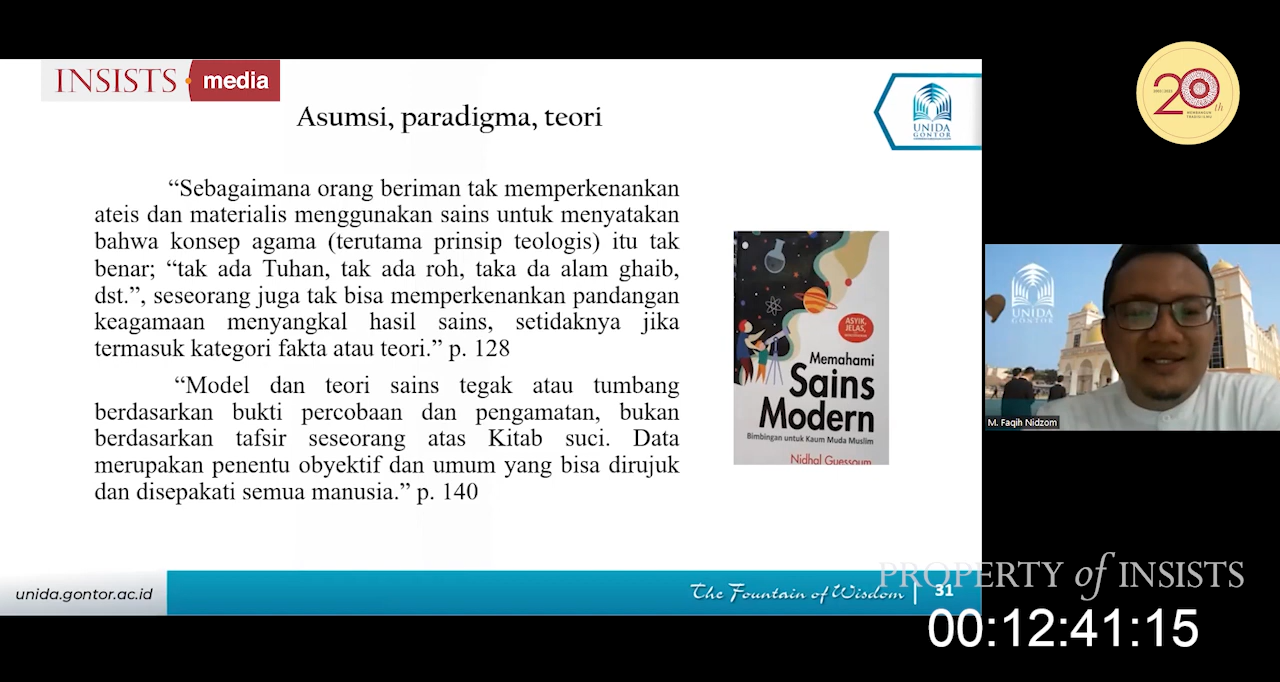 INSISTS media
Asumsi, paradigma, teori
UNIDA
GONTOR
20th
“Sebagaimana orang beriman tak memperkenankan
ateis dan materialis menggunakan sains untuk menyatakan
bahwa konsep agama (terutama prinsip teologis) itu tak
benar; “tak ada Tuhan, tak ada roh, taka da alam ghaib,
dst.”, seseorang juga tak bisa memperkenankan pandangan
keagamaan menyangkal hasil sains, setidaknya jika
termasuk kategori fakta atau teori.” p. 128
“Model dan teori sains tegak atau tumbang
berdasarkan bukti percobaan dan pengamatan, bukan
berdasarkan tafsir seseorang atas Kitab suci. Data
merupakan penentu obyektif dan umum yang bisa dirujuk
dan disepakati semua manusia.” p. 140
ASYIK,
JELAS,
Memahami
Sains
Modern
Bimbingan untuk Kaum Muda Muslim
Nidhal Guessoum
UNIDA
GONTOR
M. Faqih Nidzom
unida.gontor.ac.id
The Fountain of Wisdom
31
PROPERTY of INSISTS
00:12:41:15